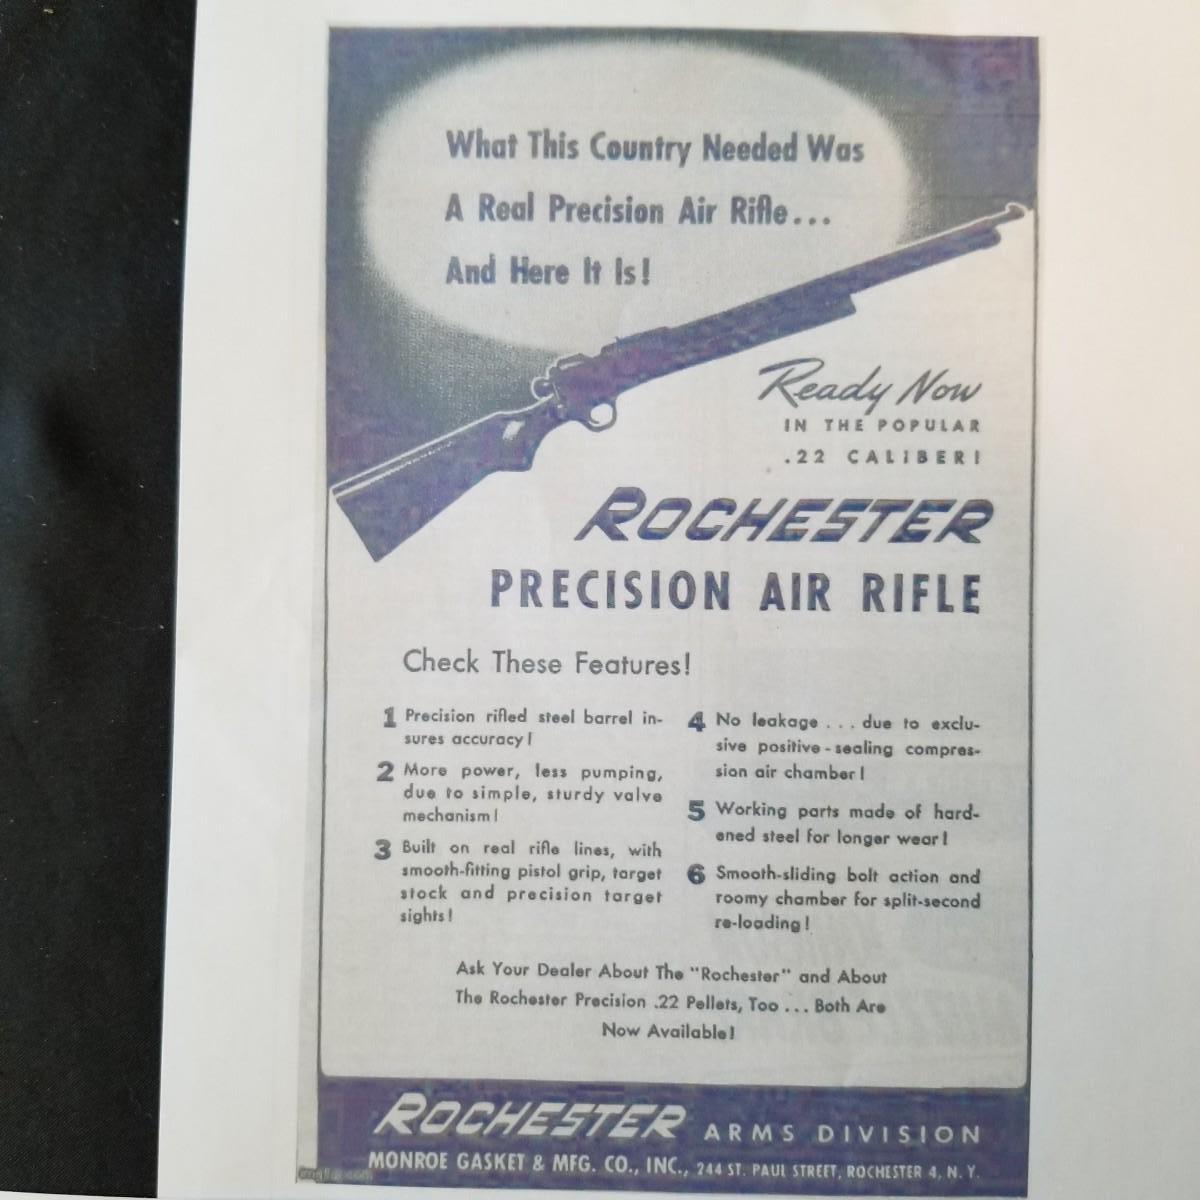 What This Country Needed Was
A Real Precision Air Rifle...
And Here It Is!
Ready Now
IN THE POPULAR
.22 CALIBER!
ROCHESTER
PRECISION AIR RIFLE
Check These Features!
1 Precision rifled steel barrel in-
sures accuracy!
2 More power, less pumping,
due to simple, sturdy valve
mechanism!
3 Built on real rifle lines, with
smooth-fitting pistol grip, target
stock and precision target
sights!
4 No leakage ... due to exclu-
sive positive-sealing compres-
sion air chamber!
5 Working parts made of hard-
ened steel for longer wear!
6 Smooth-sliding bolt action and
roomy chamber for split-second
re-loading!
Ask Your Dealer About The "Rochester" and About
The Rochester Precision .22 Pellets, Too ... Both Are
Now Available!
ROCHESTER ARMS DIVISION
MONROE GASKET & MFG. CO., INC., 244 ST. PAUL STREET, ROCHESTER 4, N. Y.